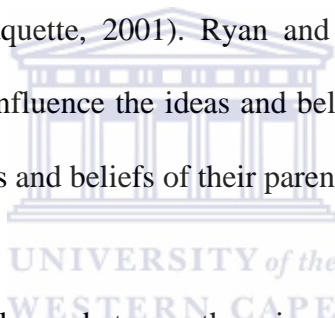 quette, 2001). Ryan and
nfluence the ideas and bel
s and beliefs of their paren
UNIVERSITY of the
WESTERN CAPE